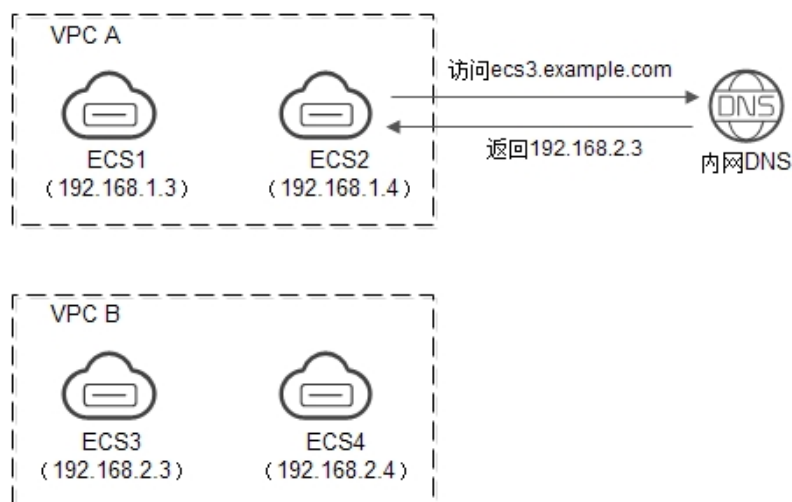 VPC A
访问ecs3.example.com
DNS
返回192.168.2.3
内网DNS
ECS1
ECS2
（192.168.1.3）
（192.168.1.4）
VPC B
ECS3
ECS4
（192.168.2.3）
（192.168.2.4）